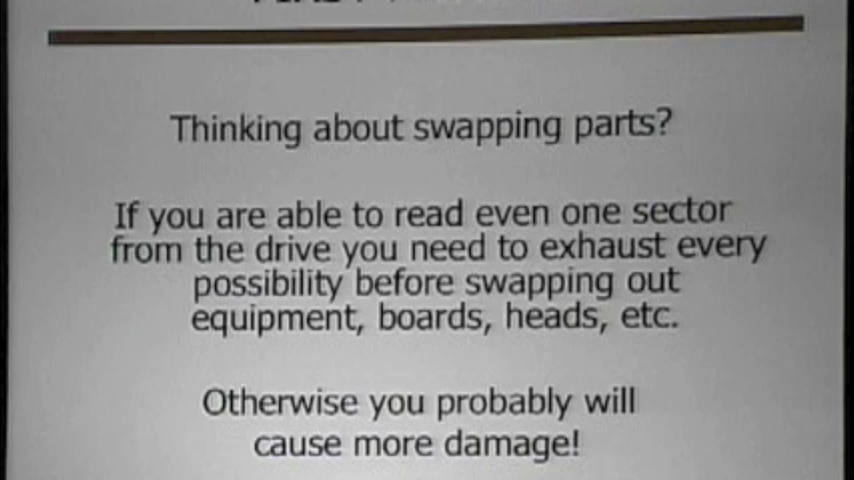 Thinking about swapping parts?
If you are able to read even one sector
from the drive you need to exhaust every
possibility before swapping out
equipment, boards, heads, etc.
Otherwise you probably will
cause more damage!